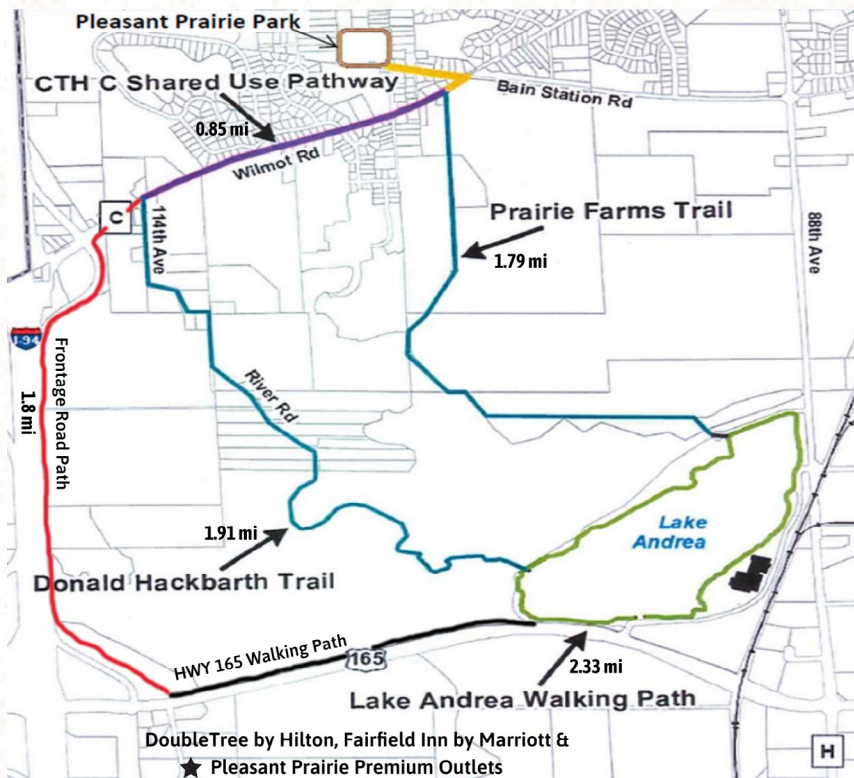 Pleasant Prairie Park
CTH C Shared Use Pathway
Bain Station Rd
0.85 mi
Wilmot Rd
C
114th Ave
Prairie Farms Trail
1.79 mi
88th Ave
I-94
Frontage Road Path
1.8 mi
River Rd
Lake
Andrea
1.91 mi
Donald Hackbarth Trail
HWY 165 Walking Path
165
2.33 mi
Lake Andrea Walking Path
DoubleTree by Hilton, Fairfield Inn by Marriott &
Pleasant Prairie Premium Outlets
H